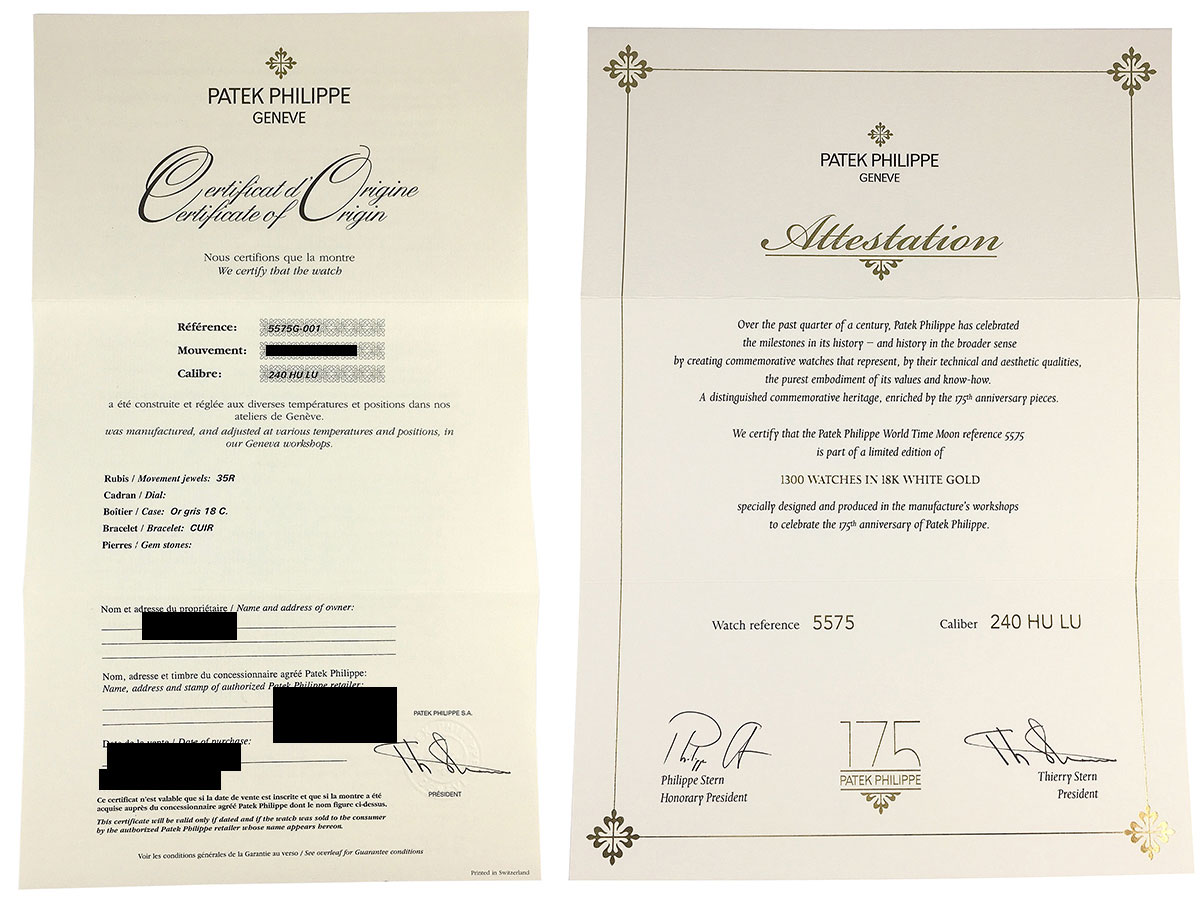 PATEK PHILIPPE
GENEVE
Certificat d'Origine
Certificate of Origin
Nous certifions que la montre
We certify that the watch
Référence: 5575G-001
Mouvement:
Calibre: 240 HU LU
a été construite et réglée aux diverses températures et positions dans nos
ateliers de Genève.
was manufactured, and adjusted at various temperatures and positions, in
our Geneva workshops.
Rubis / Movement jewels: 35R
Cadran / Dial:
Boîtier / Case: Or gris 18 C.
Bracelet / Bracelet: CUIR
Pierres / Gem stones:
Nom et adresse du propriétaire / Name and address of owner:
Nom, adresse et timbre du concessionnaire agréé Patek Philippe:
Name, address and stamp of authorized Patek Philippe retailer:
PATEK PHILIPPE S.A.
Date de la vente / Date of purchase:
PRÉSIDENT
Ce certificat n'est valable que si la date de vente est inscrite et que si la montre a été
acquise auprès du concessionnaire agréé Patek Philippe dont le nom figure ci-dessus.
This certificate will be valid only if dated and if the watch was sold to the consumer
by the authorized Patek Philippe retailer whose name appears hereon.
Voir les conditions générales de la Garantie au verso / See overleaf for Guarantee conditions
Printed in Switzerland
PATEK PHILIPPE
GENEVE
Attestation
Over the past quarter of a century, Patek Philippe has celebrated
the milestones in its history – and history in the broader sense
by creating commemorative watches that represent, by their technical and aesthetic qualities,
the purest embodiment of its values and know-how.
A distinguished commemorative heritage, enriched by the 175th anniversary pieces.
We certify that the Patek Philippe World Time Moon reference 5575
is part of a limited edition of
1300 WATCHES IN 18K WHITE GOLD
specially designed and produced in the manufacture's workshops
to celebrate the 175th anniversary of Patek Philippe.
Watch reference 5575 Caliber 240 HU LU
175
PATEK PHILIPPE
Philippe Stern
Honorary President
Thierry Stern
President